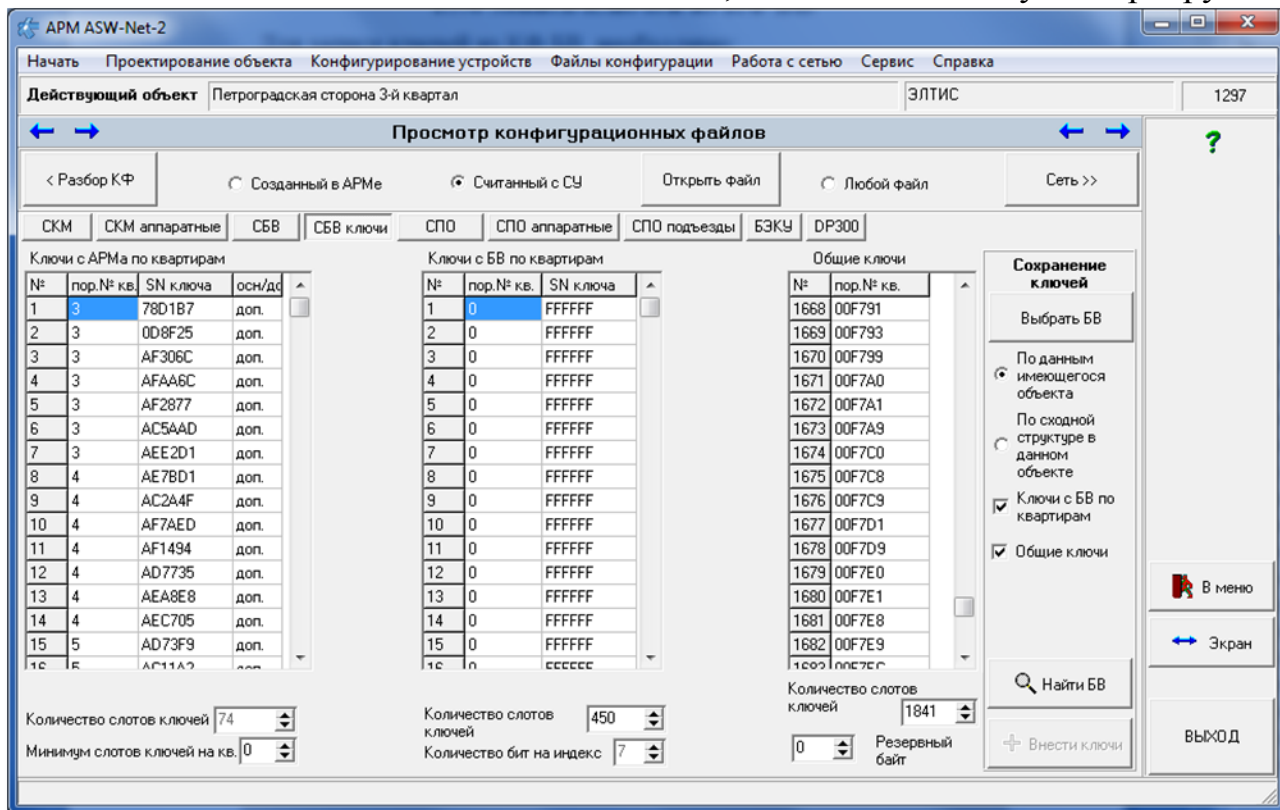 АРМ ASW-Net-2
Начать Проектирование объекта Конфигурирование устройств Файлы конфигурации Работа с сетью Сервис Справка
Действующий объект Петроградская сторона 3-й квартал ЭЛТИС 1297
Просмотр конфигурационных файлов
?
< Разбор КФ Созданный в АРМе Считанный с СУ Открыть файл Любой файл Сеть >>
СКМ СКМ аппаратные СБВ СБВ ключи СПО СПО аппаратные СПО подъезды БЭКУ DP300
Ключи с АРМа по квартирам Ключи с БВ по квартирам Общие ключи
№ пор.№ кв. SN ключа осн/дс № пор.№ кв. SN ключа № пор.№ кв.
1 3 78D1B7 доп. 1 0 FFFFFF 1668 00F791
2 3 0D8F25 доп. 2 0 FFFFFF 1669 00F793
3 3 AF306C доп. 3 0 FFFFFF 1670 00F799
4 3 AFAA6C доп. 4 0 FFFFFF 1671 00F7A0
5 3 AF2877 доп. 5 0 FFFFFF 1672 00F7A1
6 3 AC5AAD доп. 6 0 FFFFFF 1673 00F7A9
7 3 AEE2D1 доп. 7 0 FFFFFF 1674 00F7C0
8 4 AE7BD1 доп. 8 0 FFFFFF 1675 00F7C8
9 4 AC2A4F доп. 9 0 FFFFFF 1676 00F7C9
10 4 AF7AED доп. 10 0 FFFFFF 1677 00F7D1
11 4 AF1494 доп. 11 0 FFFFFF 1678 00F7D9
12 4 AD7735 доп. 12 0 FFFFFF 1679 00F7E0
13 4 AEA8E8 доп. 13 0 FFFFFF 1680 00F7E1
14 4 AEC705 доп. 14 0 FFFFFF 1681 00F7E8
15 5 AD73F9 доп. 15 0 FFFFFF 1682 00F7E9
Количество слотов ключей 74
Минимум слотов ключей на кв. 0
Количество слотов ключей 450
Количество бит на индекс 7
Количество слотов ключей 1841
0 Резервный байт
Сохранение
ключей
Выбрать БВ
По данным
имеющегося
объекта
По сходной
структуре в
данном
объекте
Ключи с БВ по
квартирам
Общие ключи
Найти БВ
Внести ключи
В меню
Экран
ВЫХОД